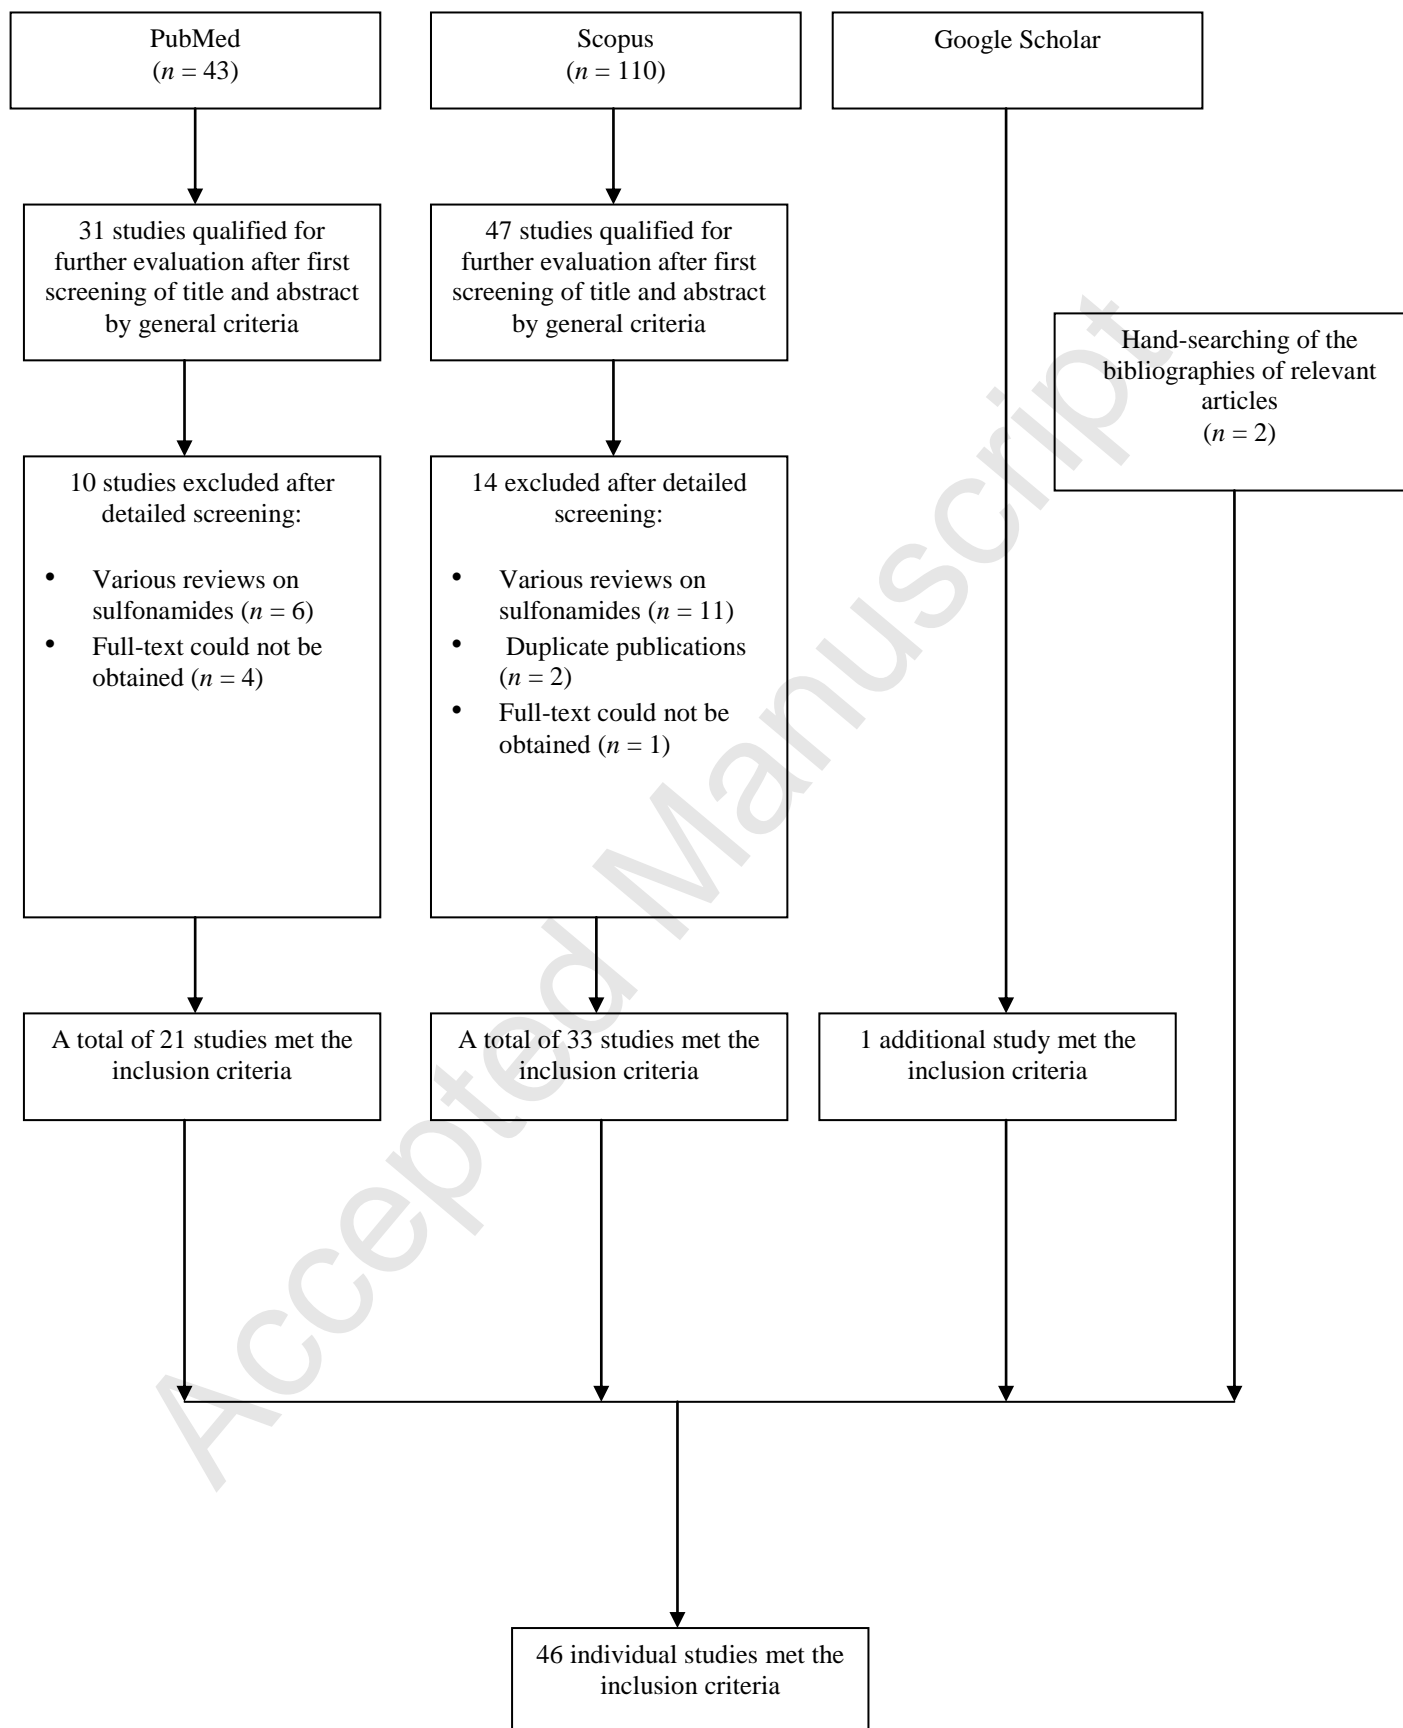 PubMed
(n = 43)
Scopus
(n = 110)
Google Scholar
31 studies qualified for
further evaluation after first
screening of title and abstract
by general criteria
47 studies qualified for
further evaluation after first
screening of title and abstract
by general criteria
Hand-searching of the
bibliographies of relevant
articles
(n = 2)
10 studies excluded after
detailed screening:
• Various reviews on
sulfonamides (n = 6)
• Full-text could not be
obtained (n = 4)
14 excluded after detailed
screening:
• Various reviews on
sulfonamides (n = 11)
• Duplicate publications
(n = 2)
• Full-text could not be
obtained (n = 1)
A total of 21 studies met the
inclusion criteria
A total of 33 studies met the
inclusion criteria
1 additional study met the
inclusion criteria
46 individual studies met the
inclusion criteria
Accepted Manuscript